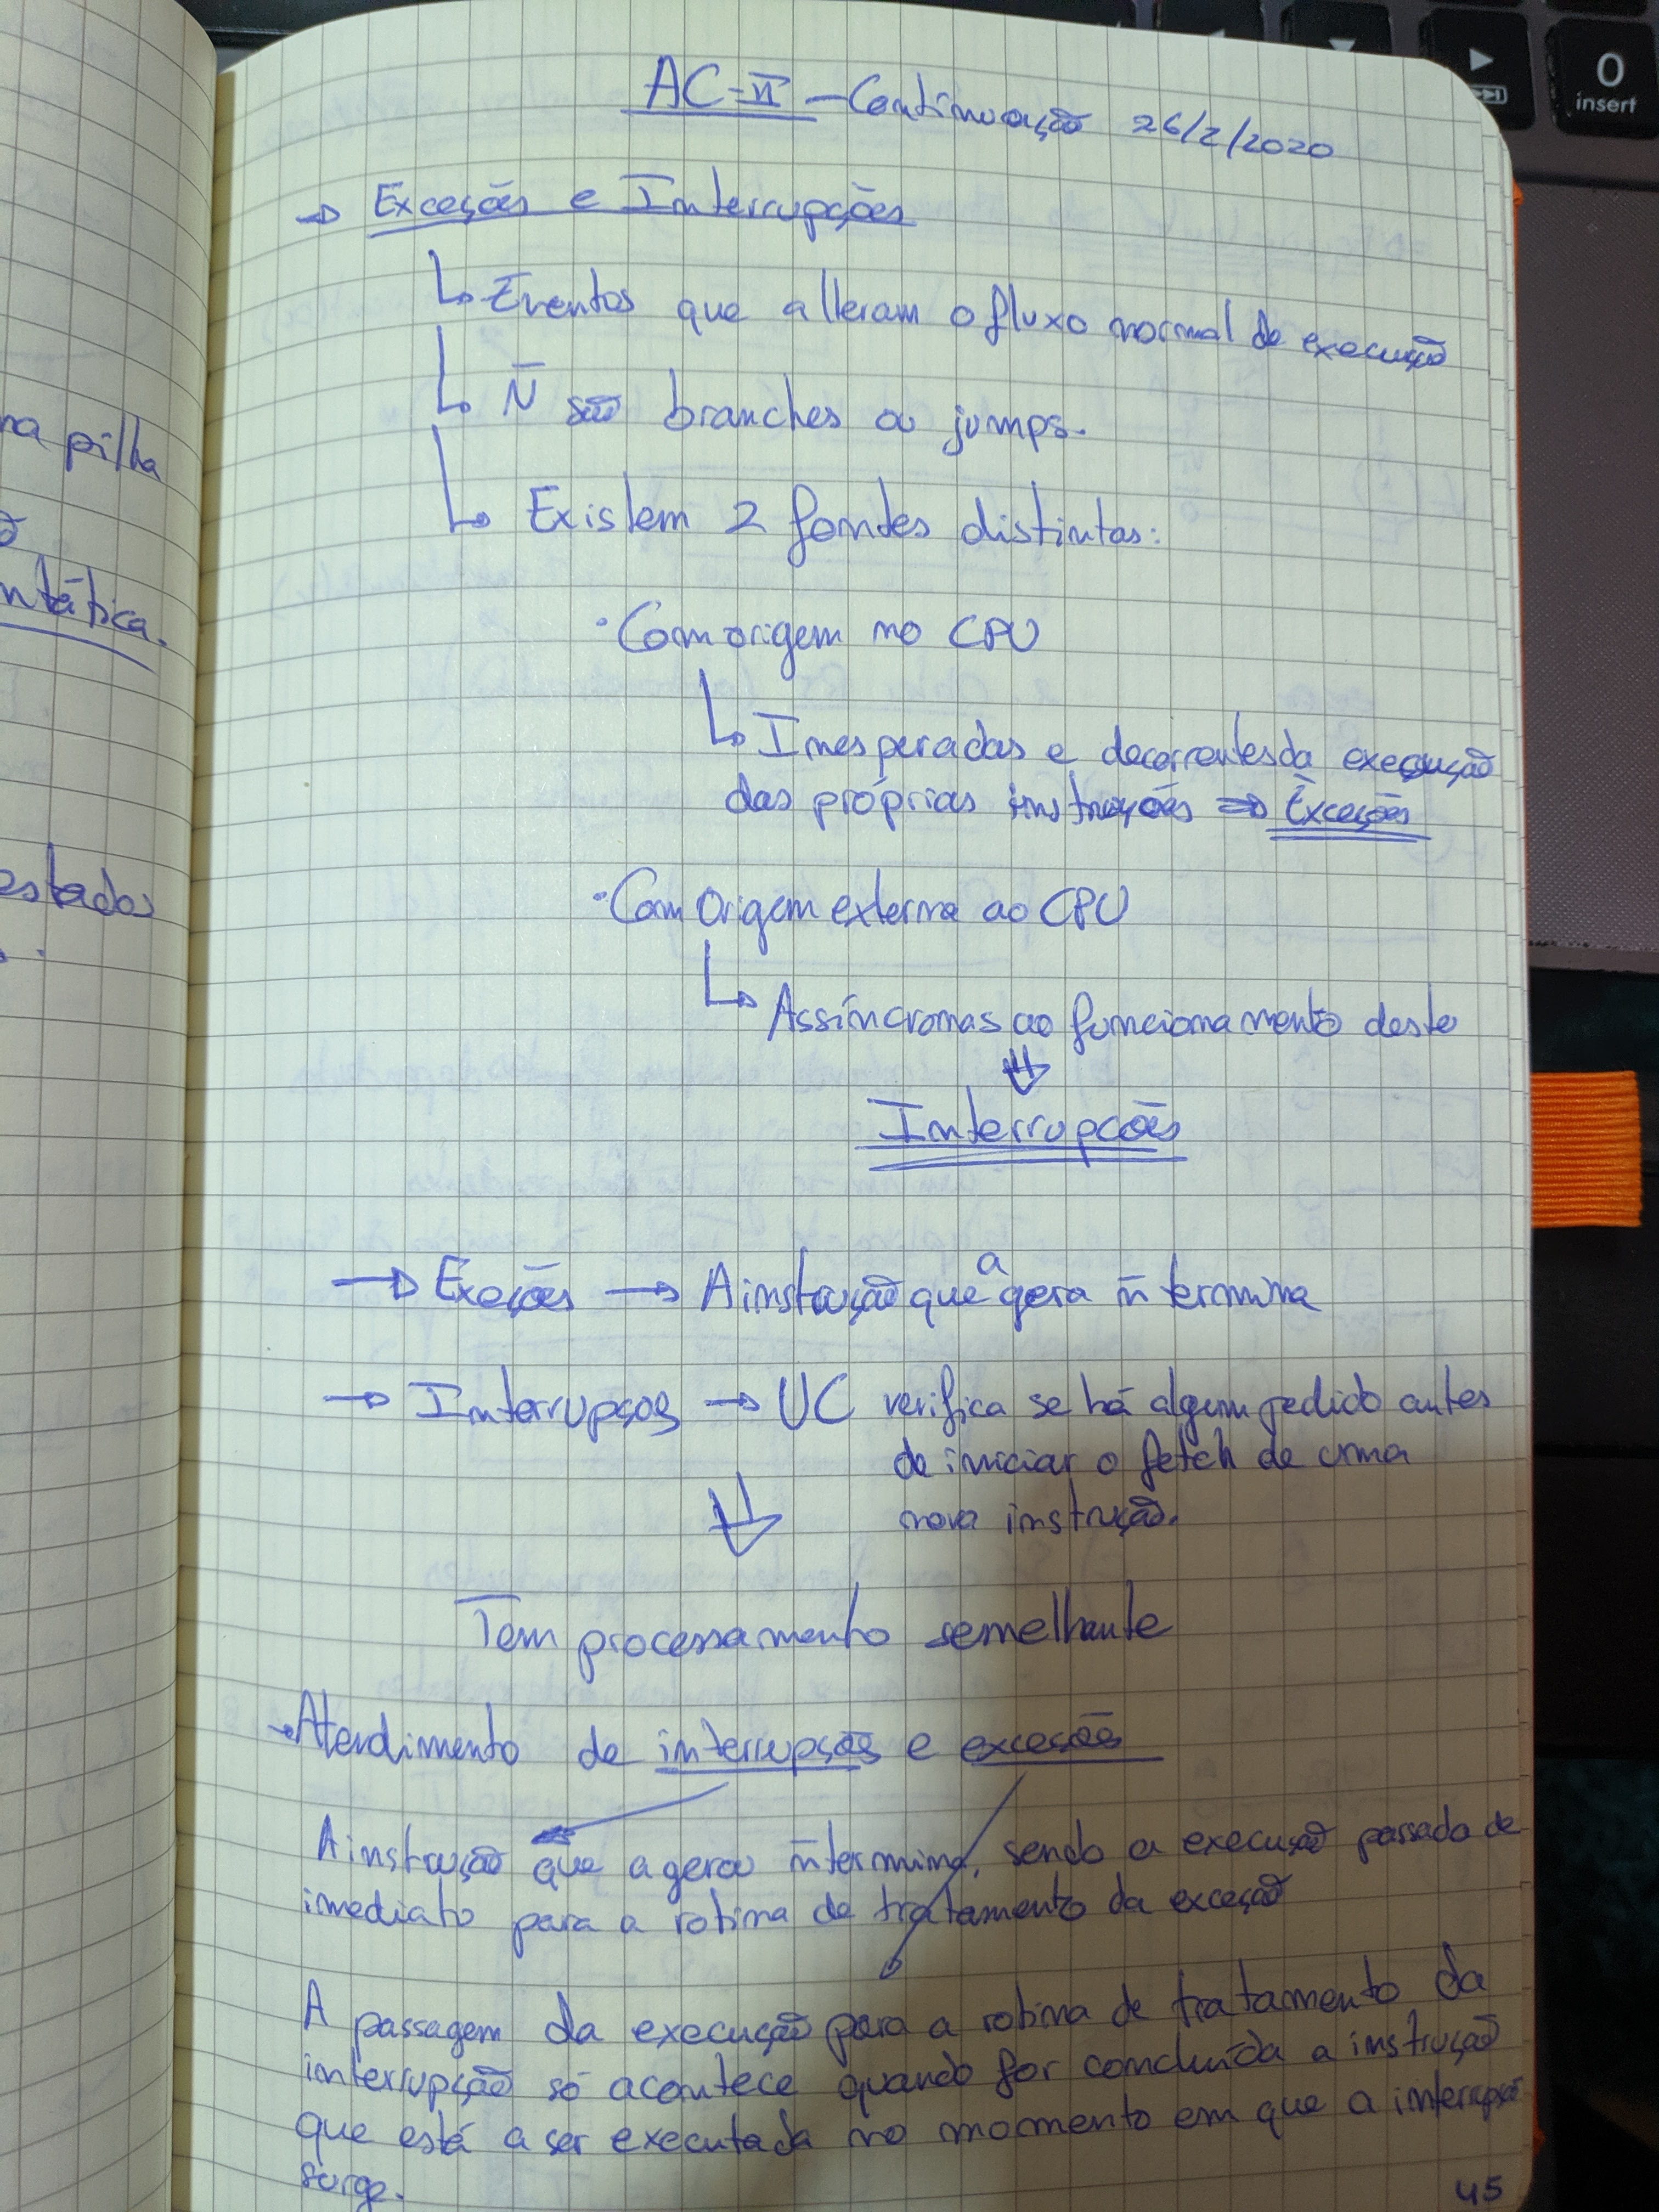 AC-II - Continuação 26/2/2020
→ Exceções e Interrupções
↳ Eventos que alteram o fluxo normal de execução
↳ N̄ são branches ou jumps.
↳ Existem 2 fontes distintas:
· Com origem no CPU
↳ Inesperadas e decorrentes da execução
das próprias instruções ⇒ Exceções
· Com origem externa ao CPU
↳ Assíncronas ao funcionamento deste
⇓
Interrupções
→ Exeções → A instrução que a gera n̄ termina
→ Interrupções → UC verifica se há algum pedido antes
de iniciar o fetch de uma
nova instrução.
⇓
Tem processamento semelhante
→ Atendimento de interrupções e exceções
A instrução que a gerou n̄ termina, sendo a execução passada de
imediato para a rotina de tratamento da exceção
A passagem da execução para a rotina de tratamento da
interrupção só acontece quando for concluída a instrução
que está a ser executada no momento em que a interrupção
surge.
45
na pilha
ntática.
estados
0
insert